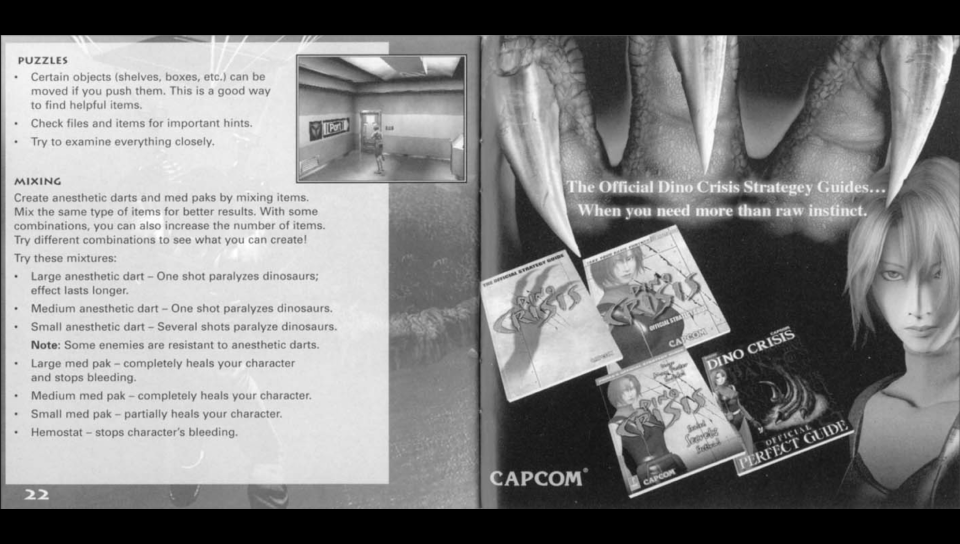 PUZZLES
• Certain objects (shelves, boxes, etc.) can be
moved if you push them. This is a good way
to find helpful items.
• Check files and items for important hints.
• Try to examine everything closely.
MIXING
Create anesthetic darts and med paks by mixing items.
Mix the same type of items for better results. With some
combinations, you can also increase the number of items.
Try different combinations to see what you can create!
Try these mixtures:
• Large anesthetic dart – One shot paralyzes dinosaurs;
effect lasts longer.
• Medium anesthetic dart – One shot paralyzes dinosaurs.
• Small anesthetic dart – Several shots paralyze dinosaurs.
Note: Some enemies are resistant to anesthetic darts.
• Large med pak – completely heals your character
and stops bleeding.
• Medium med pak – completely heals your character.
• Small med pak – partially heals your character.
• Hemostat – stops character's bleeding.
22
The Official Dino Crisis Strategey Guides...
When you need more than raw instinct.
THE OFFICIAL STRATEGY GUIDE
DINO
CRISIS
CAPCOM
DINO
CRISIS
OFFICIAL
CAPCOM
DINO
CRISIS
CAPCOM
CAPCOM
DINO CRISIS
OFFICIAL
PERFECT GUIDE
CAPCOM®